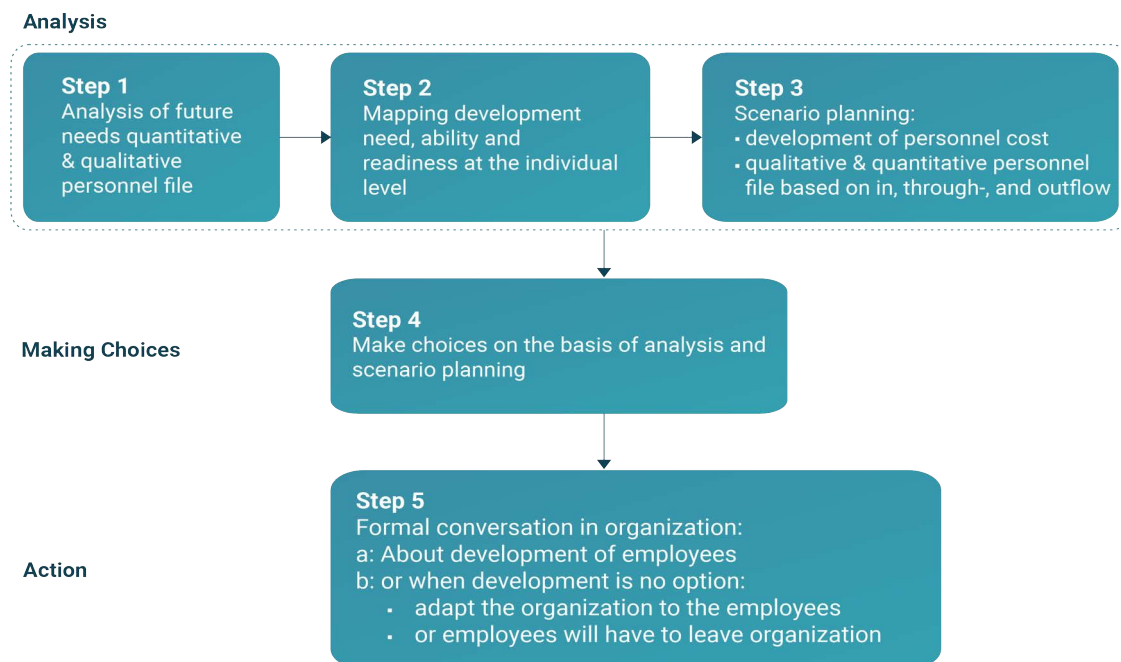 Analysis
Step 1
Analysis of future
needs quantitative
& qualitative
personnel file
Step 2
Mapping development
need, ability and
readiness at the individual
level
Step 3
Scenario planning:
▪ development of personnel cost
▪ qualitative & quantitative personnel
file based on in, through-, and outflow
Making Choices
Step 4
Make choices on the basis of analysis and
scenario planning
Action
Step 5
Formal conversation in organization:
a: About development of employees
b: or when development is no option:
▪ adapt the organization to the employees
▪ or employees will have to leave organization